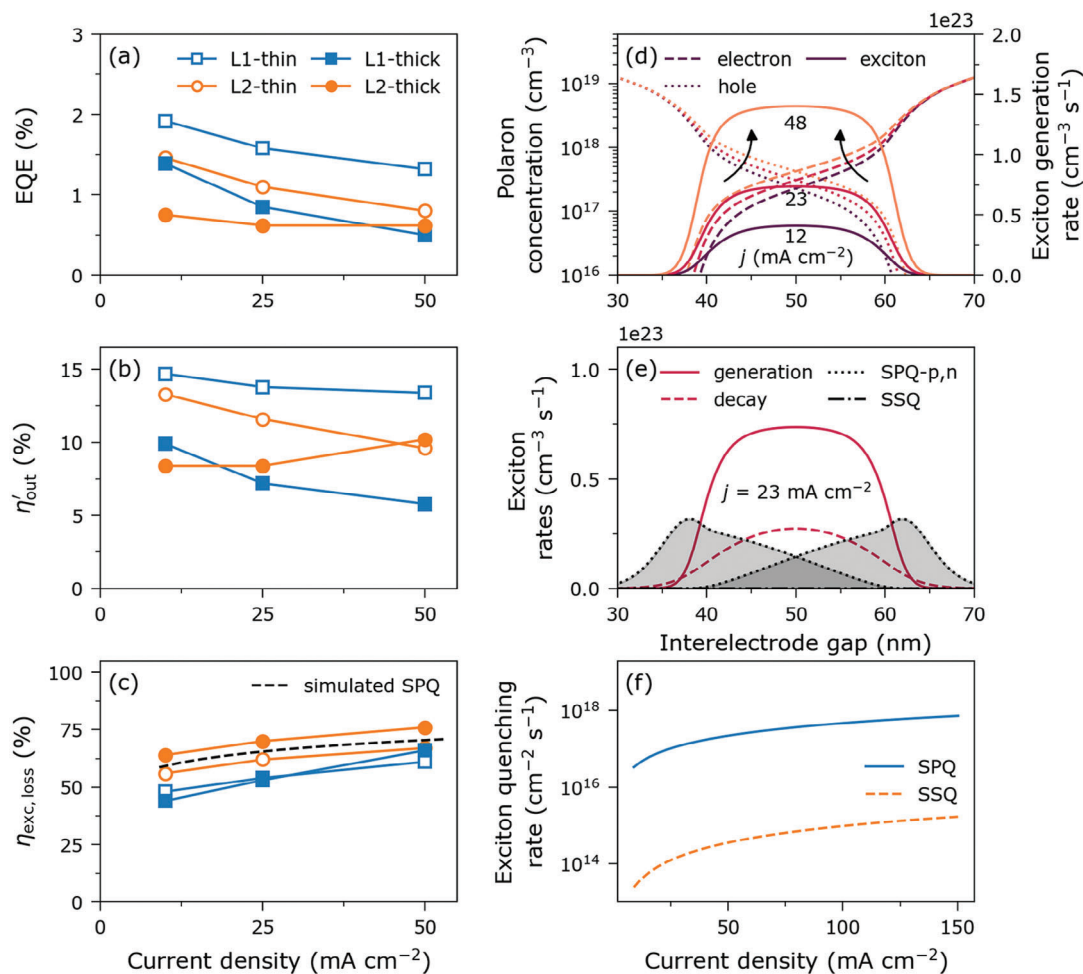 (a)
L1-thin
L1-thick
L2-thin
L2-thick
EQE (%)
3
2
1
0
0
25
50
(b)
η′out (%)
15
10
5
0
0
25
50
(c)
simulated SPQ
ηexc, loss (%)
100
75
50
25
0
0
25
50
Current density (mA cm−2)
1e23
(d)
electron
exciton
hole
Polaron
concentration (cm−3)
10^19
10^18
10^17
10^16
2.0
1.5
1.0
0.5
0.0
Exciton generation
rate (cm−3 s−1)
48
23
12
j (mA cm−2)
30
40
50
60
70
1e23
(e)
generation
SPQ-p,n
decay
SSQ
Exciton
rates (cm−3 s−1)
1.0
0.5
0.0
j = 23 mA cm−2
30
40
50
60
70
Interelectrode gap (nm)
(f)
Exciton quenching
rate (cm−2 s−1)
10^18
10^16
10^14
SPQ
SSQ
50
100
150
Current density (mA cm−2)